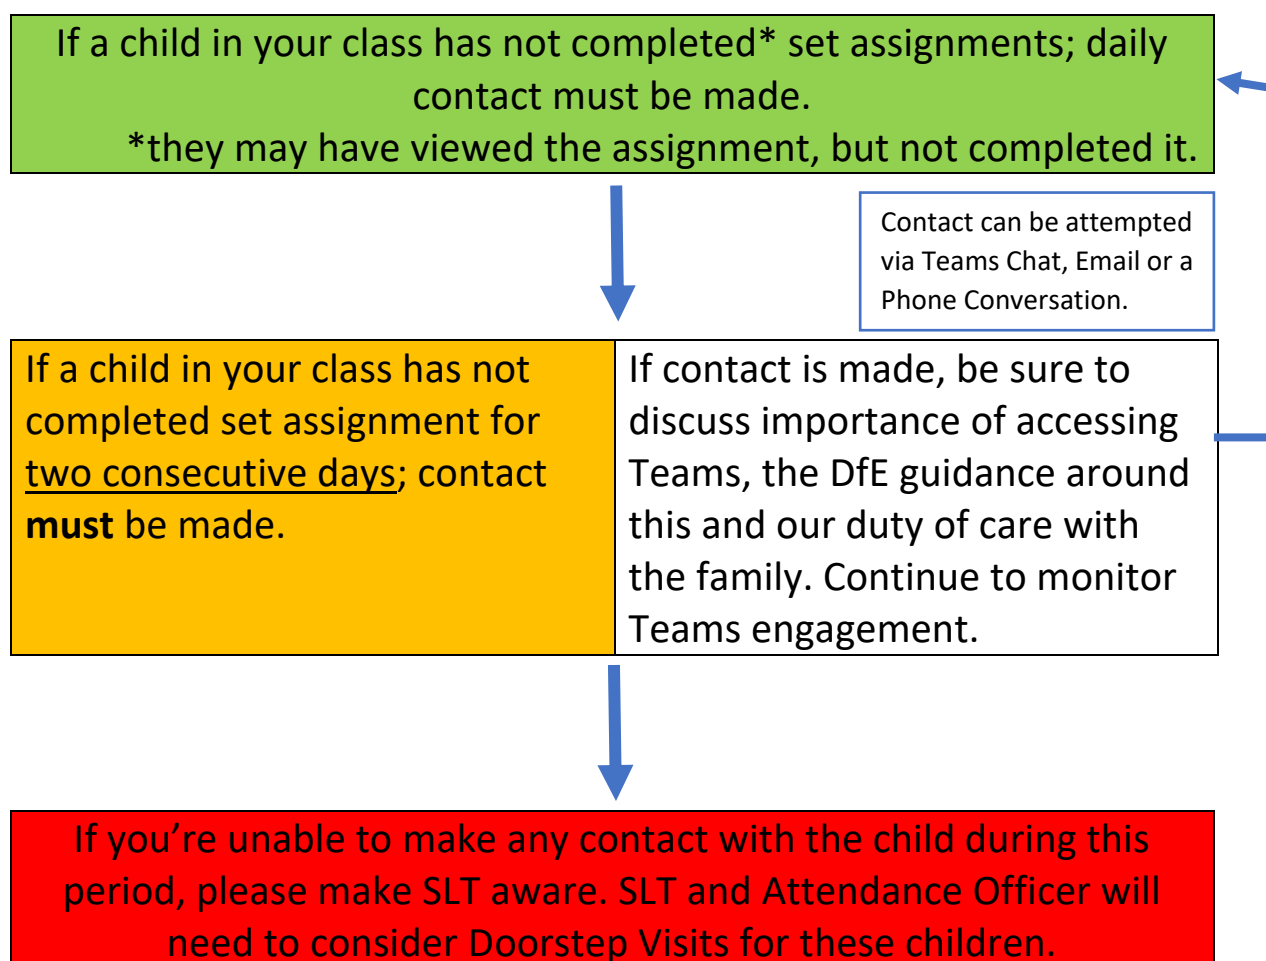 If a child in your class has not completed* set assignments; daily
contact must be made.
*they may have viewed the assignment, but not completed it.
Contact can be attempted
via Teams Chat, Email or a
Phone Conversation.
If a child in your class has not
completed set assignment for
two consecutive days; contact
must be made.
If contact is made, be sure to
discuss importance of accessing
Teams, the DfE guidance around
this and our duty of care with
the family. Continue to monitor
Teams engagement.
If you’re unable to make any contact with the child during this
period, please make SLT aware. SLT and Attendance Officer will
need to consider Doorstep Visits for these children.